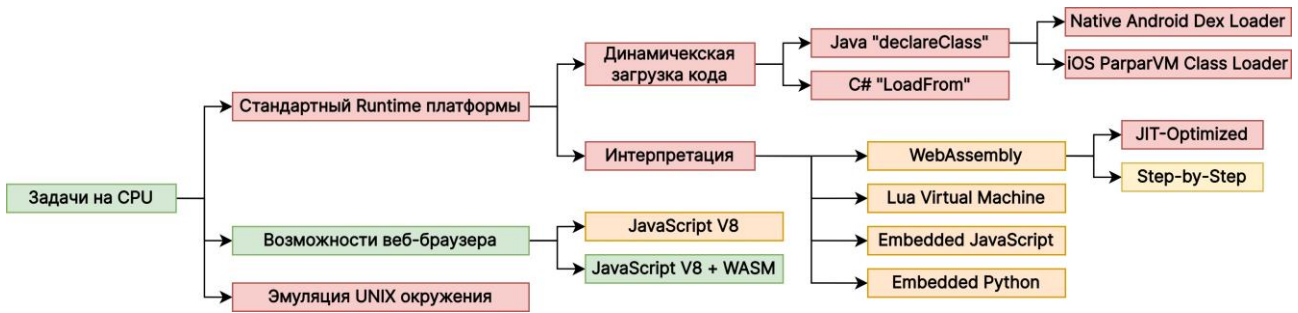 Задачи на CPU
Стандартный Runtime платформы
Динамичекская
загрузка кода
Java "declareClass"
Native Android Dex Loader
iOS ParparVM Class Loader
C# "LoadFrom"
Интерпретация
WebAssembly
JIT-Optimized
Step-by-Step
Lua Virtual Machine
Embedded JavaScript
Embedded Python
Возможности веб-браузера
JavaScript V8
JavaScript V8 + WASM
Эмуляция UNIX окружения